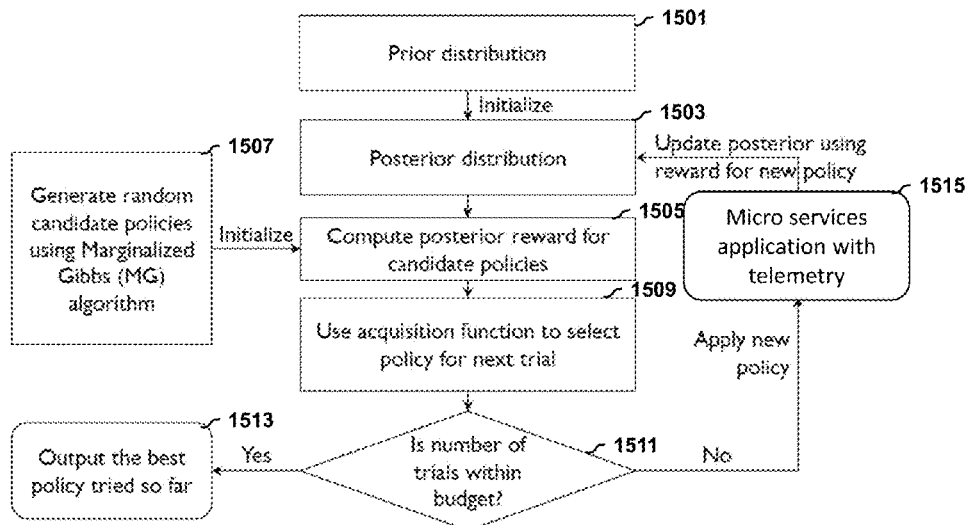 1501
Prior distribution
Initialize
1503
Posterior distribution
Update posterior using
reward for new policy
1507
Generate random
candidate policies
using Marginalized
Gibbs (MG)
algorithm
Initialize
1505
Compute posterior reward for
candidate policies
1515
Micro services
application with
telemetry
1509
Use acquisition function to select
policy for next trial
Apply new
policy
1513
Output the best
policy tried so far
Yes
1511
Is number of
trials within
budget?
No